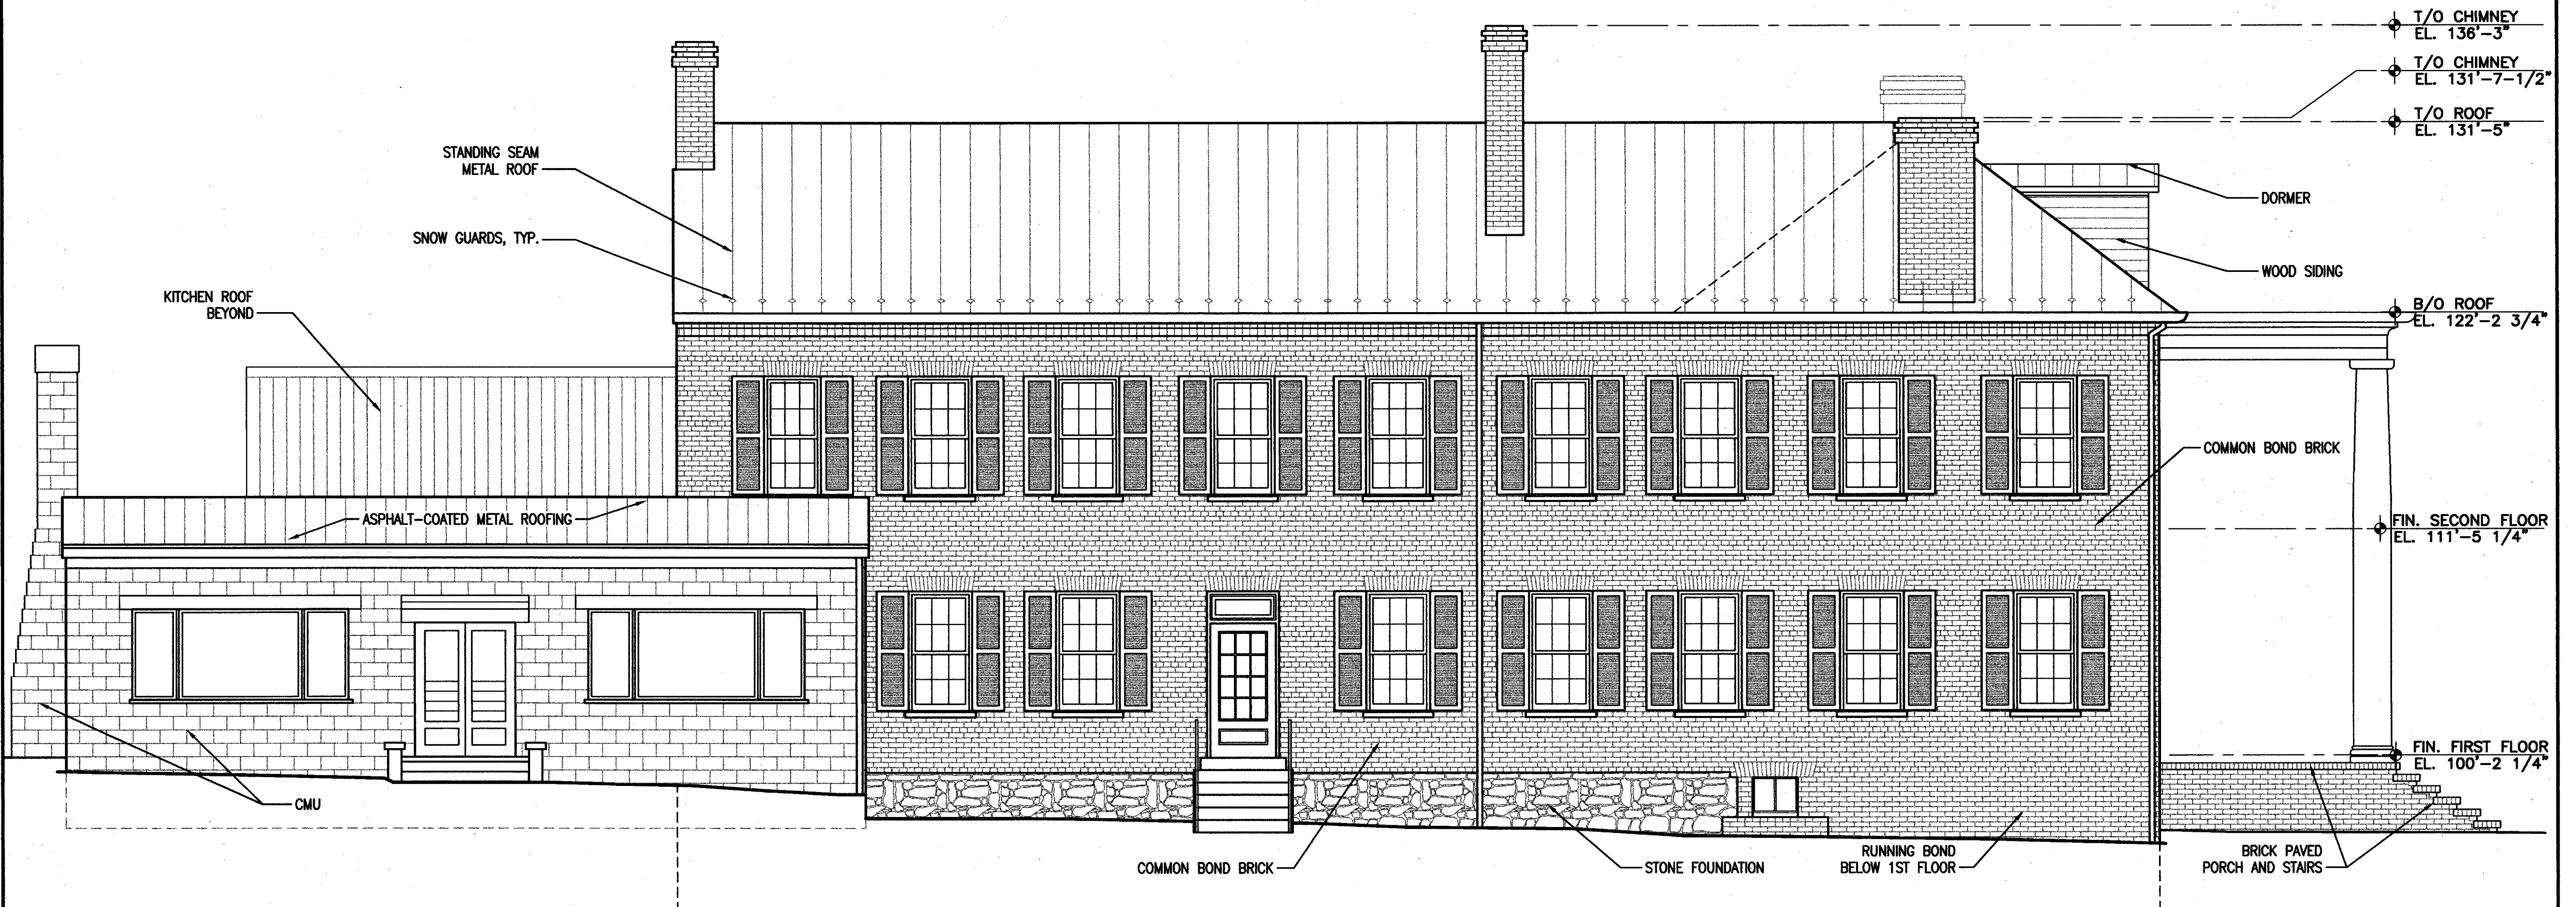 T/O CHIMNEY
EL. 136'-3"
T/O CHIMNEY
EL. 131'-7-1/2"
T/O ROOF
EL. 131'-5"
STANDING SEAM
METAL ROOF
DORMER
SNOW GUARDS, TYP.
WOOD SIDING
KITCHEN ROOF
BEYOND
B/O ROOF
EL. 122'-2 3/4"
COMMON BOND BRICK
ASPHALT-COATED METAL ROOFING
FIN. SECOND FLOOR
EL. 111'-5 1/4"
FIN. FIRST FLOOR
EL. 100'-2 1/4"
CMU
COMMON BOND BRICK
STONE FOUNDATION
RUNNING BOND
BELOW 1ST FLOOR
BRICK PAVED
PORCH AND STAIRS